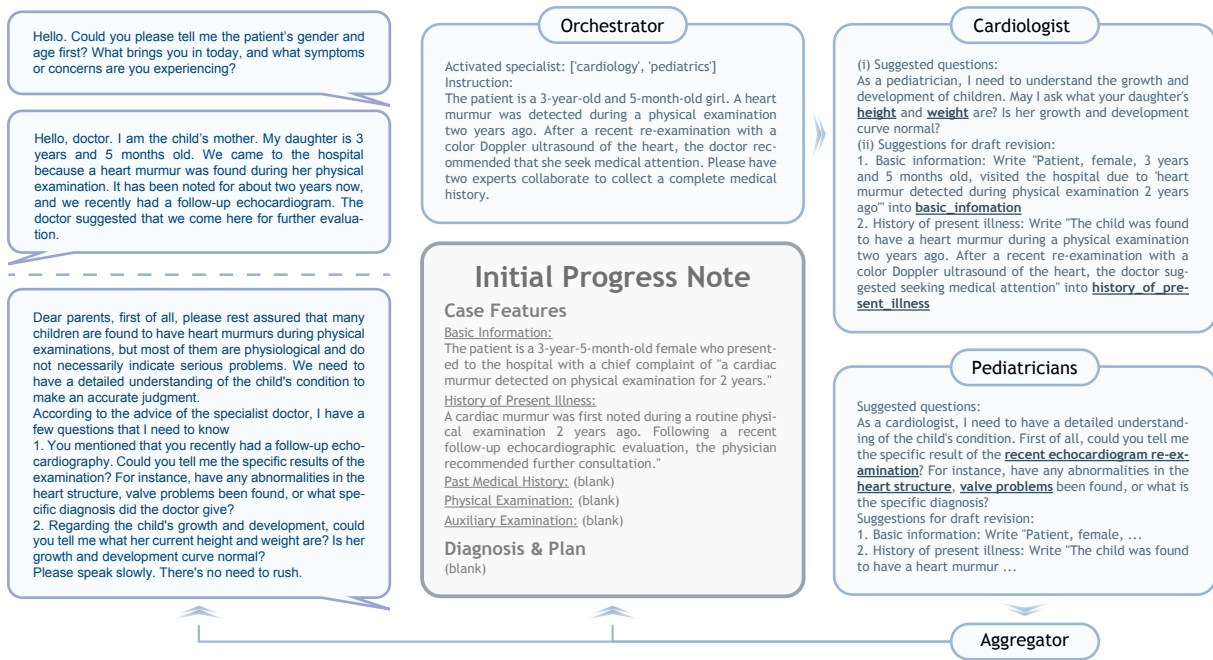 Hello. Could you please tell me the patient's gender and
age first? What brings you in today, and what symptoms
or concerns are you experiencing?
Hello, doctor. I am the child's mother. My daughter is 3
years and 5 months old. We came to the hospital
because a heart murmur was found during her physical
examination. It has been noted for about two years now,
and we recently had a follow-up echocardiogram. The
doctor suggested that we come here for further evalua-
tion.
Dear parents, first of all, please rest assured that many
children are found to have heart murmurs during physical
examinations, but most of them are physiological and do
not necessarily indicate serious problems. We need to
have a detailed understanding of the child's condition to
make an accurate judgment.
According to the advice of the specialist doctor, I have a
few questions that I need to know
1. You mentioned that you recently had a follow-up echo-
cardiography. Could you tell me the specific results of the
examination? For instance, have any abnormalities in the
heart structure, valve problems been found, or what spe-
cific diagnosis did the doctor give?
2. Regarding the child's growth and development, could
you tell me what her current height and weight are? Is her
growth and development curve normal?
Please speak slowly. There's no need to rush.
Orchestrator
Activated specialist: ['cardiology', 'pediatrics']
Instruction:
The patient is a 3-year-old and 5-month-old girl. A heart
murmur was detected during a physical examination
two years ago. After a recent re-examination with a
color Doppler ultrasound of the heart, the doctor rec-
ommended that she seek medical attention. Please have
two experts collaborate to collect a complete medical
history.
Initial Progress Note
Case Features
Basic Information:
The patient is a 3-year-5-month-old female who present-
ed to the hospital with a chief complaint of "a cardiac
murmur detected on physical examination for 2 years."
History of Present Illness:
A cardiac murmur was first noted during a routine physi-
cal examination 2 years ago. Following a recent
follow-up echocardiographic evaluation, the physician
recommended further consultation."
Past Medical History: (blank)
Physical Examination: (blank)
Auxiliary Examination: (blank)
Diagnosis & Plan
(blank)
Cardiologist
(i) Suggested questions:
As a pediatrician, I need to understand the growth and
development of children. May I ask what your daughter's
height and weight are? Is her growth and development
curve normal?
(ii) Suggestions for draft revision:
1. Basic information: Write "Patient, female, 3 years
and 5 months old, visited the hospital due to 'heart
murmur detected during physical examination 2 years
ago'" into basic_infomation
2. History of present illness: Write "The child was found
to have a heart murmur during a physical examination
two years ago. After a recent re-examination with a
color Doppler ultrasound of the heart, the doctor sug-
gested seeking medical attention" into history_of_pre-
sent_illness
Pediatricians
Suggested questions:
As a cardiologist, I need to have a detailed understand-
ing of the child's condition. First of all, could you tell me
the specific result of the recent echocardiogram re-ex-
amination? For instance, have any abnormalities in the
heart structure, valve problems been found, or what is
the specific diagnosis?
Suggestions for draft revision:
1. Basic information: Write "Patient, female, ...
2. History of present illness: Write "The child was found
to have a heart murmur ...
Aggregator